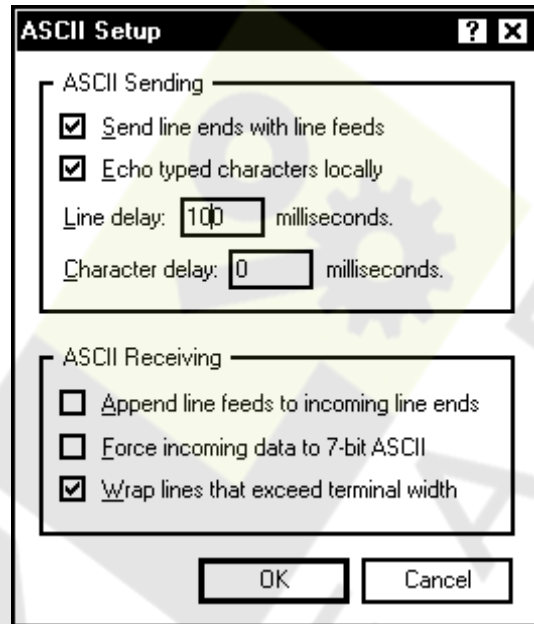 ASCII Setup
ASCII Sending
Send line ends with line feeds
Echo typed characters locally
Line delay: 100 milliseconds.
Character delay: 0 milliseconds.
ASCII Receiving
Append line feeds to incoming line ends
Force incoming data to 7-bit ASCII
Wrap lines that exceed terminal width
OK Cancel